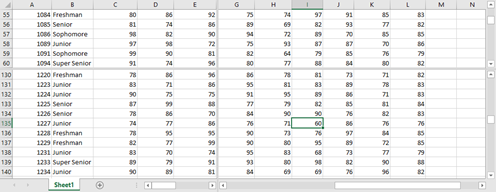 A B C D E G H I J K L M N
55 1084 Freshman 80 86 92 75 74 97 91 85 83
56 1085 Senior 81 74 86 89 69 82 93 77 82
57 1086 Sophomore 98 82 90 94 72 89 70 85 85
58 1089 Junior 97 98 72 75 93 87 87 70 86
59 1091 Sophomore 99 90 81 82 64 79 85 76 79
60 1094 Super Senior 91 74 96 80 77 88 84 80 82
130 1220 Freshman 78 86 96 86 78 81 73 71 82
131 1223 Junior 83 71 86 95 81 83 89 78 83
132 1224 Junior 90 75 75 91 95 89 86 71 83
133 1225 Senior 87 99 88 77 79 82 85 81 84
134 1226 Senior 78 86 70 84 90 90 76 82 83
135 1227 Junior 74 77 86 76 71 60 86 76 76
136 1228 Freshman 78 95 95 90 73 76 97 84 85
137 1229 Freshman 82 77 99 90 80 95 89 72 85
138 1231 Junior 83 70 74 95 83 68 73 77 79
139 1233 Super Senior 89 79 91 93 80 98 82 90 88
140 1234 Junior 90 89 81 84 69 69 76 96 82
Sheet1